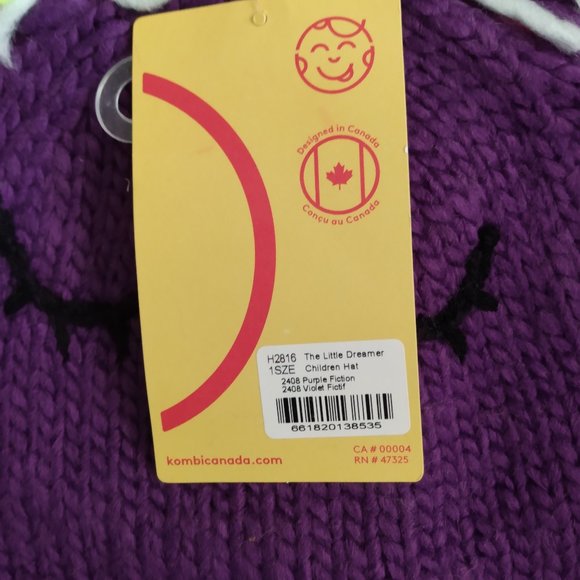 Designed in Canada
Conçu au Canada
H2816 The Little Dreamer
1SZE Children Hat
2408 Purple Fiction
2408 Violet Fictif
661820138535
kombicanada.com
CA # 00004
RN # 47325